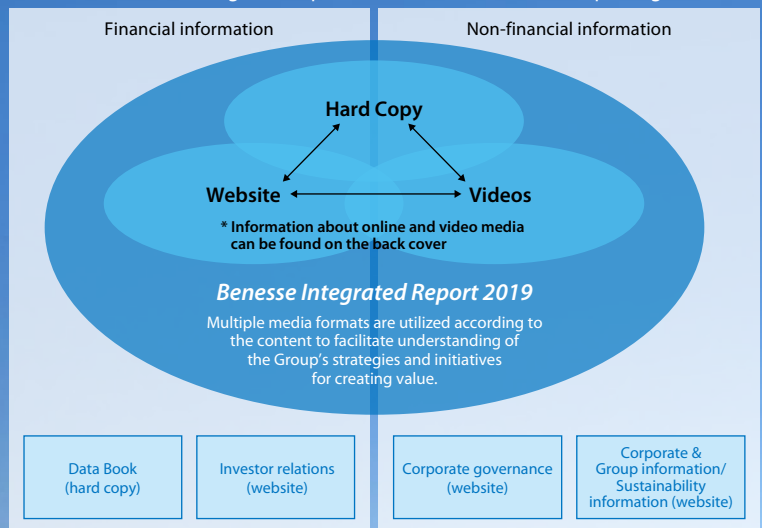 Financial information
Non-financial information
Hard Copy
Website
Videos
* Information about online and video media
can be found on the back cover
Benesse Integrated Report 2019
Multiple media formats are utilized according to
the content to facilitate understanding of
the Group's strategies and initiatives
for creating value.
Data Book
(hard copy)
Investor relations
(website)
Corporate governance
(website)
Corporate &
Group information/
Sustainability
information (website)